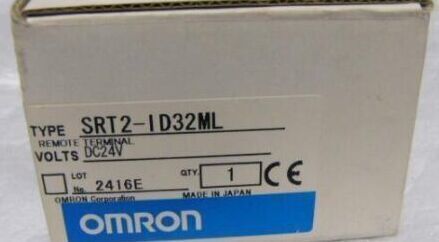 TYPE SRT2-ID32ML
REMOTE TERMINAL
VOLTS DC24V
LOT No. 2416E QTY. 1 CE
OMRON Corporation MADE IN JAPAN
OMRON